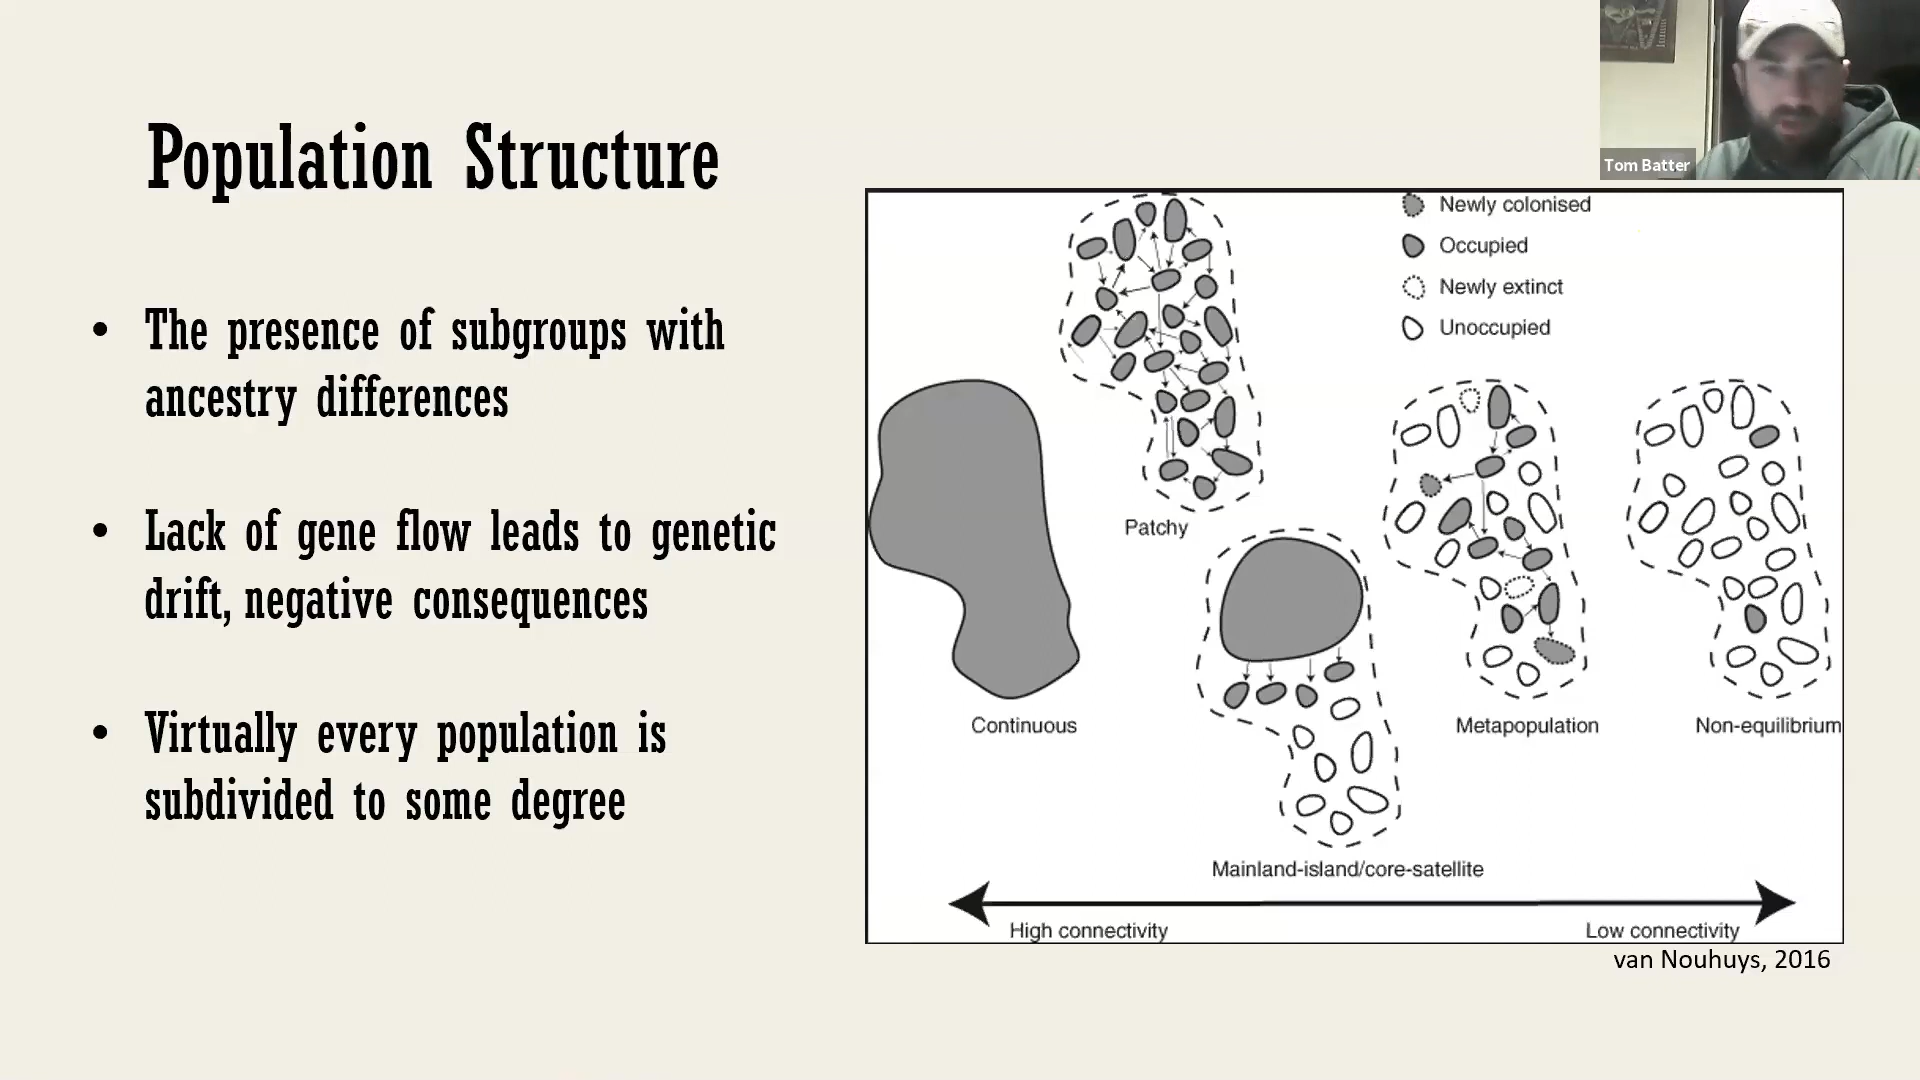 Population Structure
• The presence of subgroups with
ancestry differences
• Lack of gene flow leads to genetic
drift, negative consequences
• Virtually every population is
subdivided to some degree
Tom Batter
Newly colonised
Occupied
Newly extinct
Unoccupied
Patchy
Continuous
Metapopulation
Non-equilibrium
Mainland-island/core-satellite
High connectivity
Low connectivity
van Nouhuys, 2016